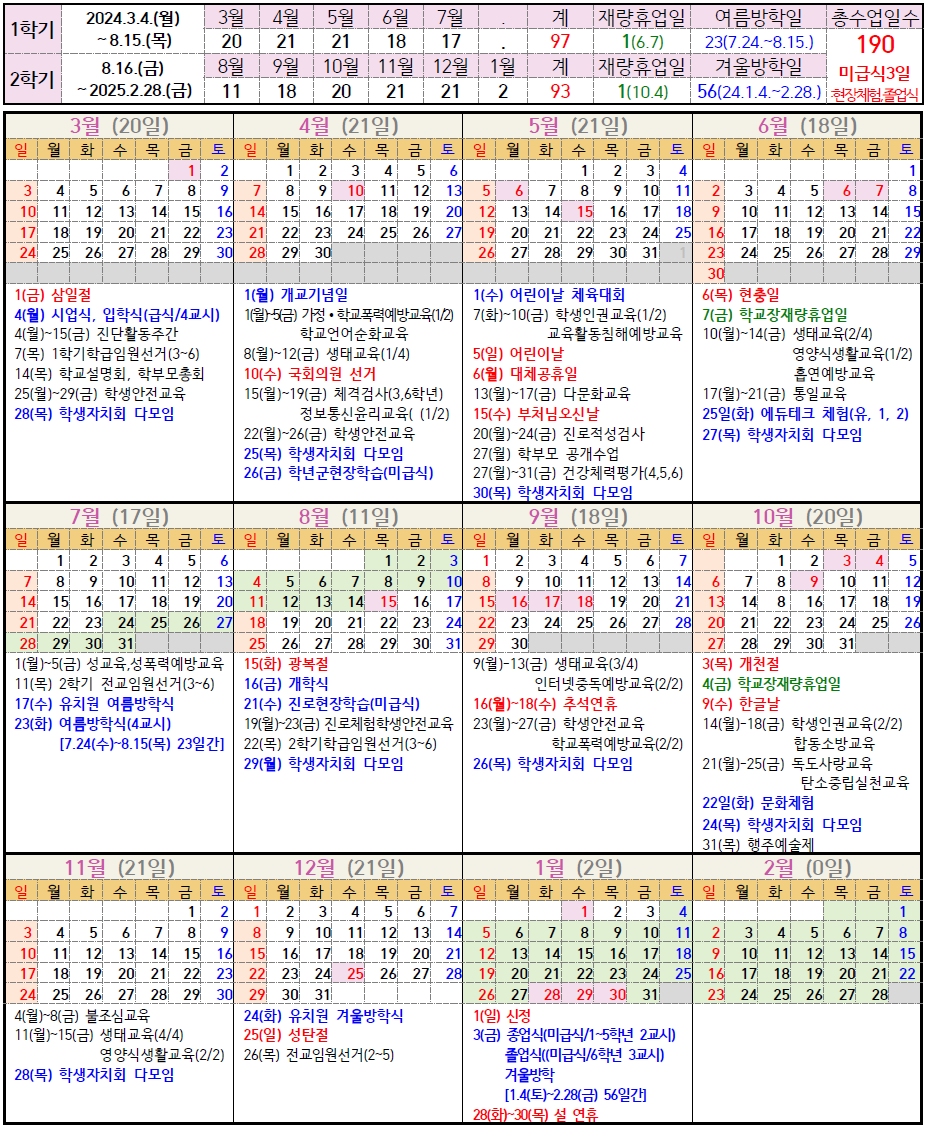 1학기 2024.3.4.(월) ~8.15.(목) 3월 4월 5월 6월 7월 . 계 재량휴업일 여름방학일 총수업일수
20 21 21 18 17 . 97 1(6.7) 23(7.24.~8.15.) 190
2학기 8.16.(금) ~2025.2.28.(금) 8월 9월 10월 11월 12월 1월 계 재량휴업일 겨울방학일 미급식3일
11 18 20 21 21 2 93 1(10.4) 56(24.1.4.~2.28.) 현장체험,졸업식
3월 (20일)
일 월 화 수 목 금 토
1 2
3 4 5 6 7 8 9
10 11 12 13 14 15 16
17 18 19 20 21 22 23
24 25 26 27 28 29 30
1(금) 삼일절
4(월) 시업식, 입학식(급식/4교시)
4(월)~15(금) 진단활동주간
7(목) 1학기학급임원선거(3~6)
14(목) 학교설명회, 학부모총회
25(월)~29(금) 학생안전교육
28(목) 학생자치회 다모임
4월 (21일)
일 월 화 수 목 금 토
1 2 3 4 5 6
7 8 9 10 11 12 13
14 15 16 17 18 19 20
21 22 23 24 25 26 27
28 29 30
1(월) 개교기념일
1(월)~5(금) 가정•학교폭력예방교육(1/2)
학교언어순화교육
8(월)~12(금) 생태교육(1/4)
10(수) 국회의원 선거
15(월)~19(금) 체격검사(3,6학년)
정보통신윤리교육( (1/2)
22(월)~26(금) 학생안전교육
25(목) 학생자치회 다모임
26(금) 학년군현장학습(미급식)
5월 (21일)
일 월 화 수 목 금 토
1 2 3 4
5 6 7 8 9 10 11
12 13 14 15 16 17 18
19 20 21 22 23 24 25
26 27 28 29 30 31 1
1(수) 어린이날 체육대회
7(화)~10(금) 학생인권교육(1/2)
교육활동침해예방교육
5(일) 어린이날
6(월) 대체공휴일
13(월)~17(금) 다문화교육
15(수) 부처님오신날
20(월)~24(금) 진로적성검사
27(월) 학부모 공개수업
27(월)~31(금) 건강체력평가(4,5,6)
30(목) 학생자치회 다모임
6월 (18일)
일 월 화 수 목 금 토
1
2 3 4 5 6 7 8
9 10 11 12 13 14 15
16 17 18 19 20 21 22
23 24 25 26 27 28 29
30
6(목) 현충일
7(금) 학교장재량휴업일
10(월)~14(금) 생태교육(2/4)
영양식생활교육(1/2)
흡연예방교육
17(월)~21(금) 통일교육
25일(화) 에듀테크 체험(유, 1, 2)
27(목) 학생자치회 다모임
7월 (17일)
일 월 화 수 목 금 토
1 2 3 4 5 6
7 8 9 10 11 12 13
14 15 16 17 18 19 20
21 22 23 24 25 26 27
28 29 30 31
1(월)~5(금) 성교육,성폭력예방교육
11(목) 2학기 전교임원선거(3~6)
17(수) 유치원 여름방학식
23(화) 여름방학식(4교시)
[7.24(수)~8.15(목) 23일간]
8월 (11일)
일 월 화 수 목 금 토
1 2 3
4 5 6 7 8 9 10
11 12 13 14 15 16 17
18 19 20 21 22 23 24
25 26 27 28 29 30 31
15(화) 광복절
16(금) 개학식
21(수) 진로현장학습(미급식)
19(월)~23(금) 진로체험학생안전교육
22(목) 2학기학급임원선거(3~6)
29(월) 학생자치회 다모임
9월 (18일)
일 월 화 수 목 금 토
1 2 3 4 5 6 7
8 9 10 11 12 13 14
15 16 17 18 19 20 21
22 23 24 25 26 27 28
29 30
9(월)-13(금) 생태교육(3/4)
인터넷중독예방교육(2/2)
16(월)~18(수) 추석연휴
23(월)~27(금) 학생안전교육
학교폭력예방교육(2/2)
26(목) 학생자치회 다모임
10월 (20일)
일 월 화 수 목 금 토
1 2 3 4 5
6 7 8 9 10 11 12
13 14 15 16 17 18 19
20 21 22 23 24 25 26
27 28 29 30 31
3(목) 개천절
4(금) 학교장재량휴업일
9(수) 한글날
14(월)-18(금) 학생인권교육(2/2)
합동소방교육
21(월)-25(금) 독도사랑교육
탄소중립실천교육
22일(화) 문화체험
24(목) 학생자치회 다모임
31(목) 행주예술제
11월 (21일)
일 월 화 수 목 금 토
1 2
3 4 5 6 7 8 9
10 11 12 13 14 15 16
17 18 19 20 21 22 23
24 25 26 27 28 29 30
4(월)~8(금) 불조심교육
11(월)~15(금) 생태교육(4/4)
영양식생활교육(2/2)
28(목) 학생자치회 다모임
12월 (21일)
일 월 화 수 목 금 토
1 2 3 4 5 6 7
8 9 10 11 12 13 14
15 16 17 18 19 20 21
22 23 24 25 26 27 28
29 30 31
24(화) 유치원 겨울방학식
25(일) 성탄절
26(목) 전교임원선거(2~5)
1월 (2일)
일 월 화 수 목 금 토
1 2 3 4
5 6 7 8 9 10 11
12 13 14 15 16 17 18
19 20 21 22 23 24 25
26 27 28 29 30 31
1(일) 신정
3(금) 종업식(미급식/1~5학년 2교시)
졸업식((미급식/6학년 3교시)
겨울방학
[1.4(토)~2.28(금) 56일간]
28(화)~30(목) 설 연휴
2월 (0일)
일 월 화 수 목 금 토
1
2 3 4 5 6 7 8
9 10 11 12 13 14 15
16 17 18 19 20 21 22
23 24 25 26 27 28